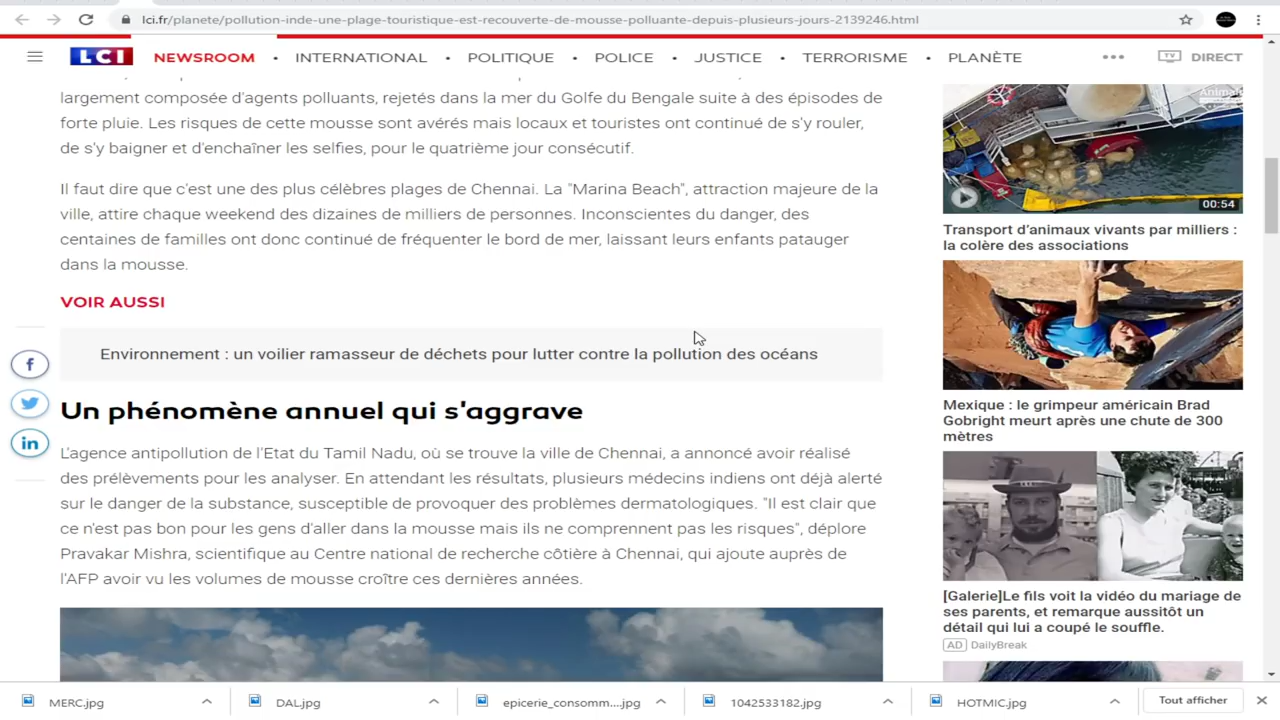 lci.fr/planete/pollution-inde-une-plage-touristique-est-recouverte-de-mousse-polluante-depuis-plusieurs-jours-2139246.html
LCI NEWSROOM • INTERNATIONAL • POLITIQUE • POLICE • JUSTICE • TERRORISME • PLANÈTE ••• TV DIRECT
largement composée d'agents polluants, rejetés dans la mer du Golfe du Bengale suite à des épisodes de
forte pluie. Les risques de cette mousse sont avérés mais locaux et touristes ont continué de s'y rouler,
de s'y baigner et d'enchaîner les selfies, pour le quatrième jour consécutif.
Il faut dire que c'est une des plus célèbres plages de Chennai. La "Marina Beach", attraction majeure de la
ville, attire chaque weekend des dizaines de milliers de personnes. Inconscientes du danger, des
centaines de familles ont donc continué de fréquenter le bord de mer, laissant leurs enfants patauger
dans la mousse.
VOIR AUSSI
Environnement : un voilier ramasseur de déchets pour lutter contre la pollution des océans
Un phénomène annuel qui s'aggrave
L'agence antipollution de l'Etat du Tamil Nadu, où se trouve la ville de Chennai, a annoncé avoir réalisé
des prélèvements pour les analyser. En attendant les résultats, plusieurs médecins indiens ont déjà alerté
sur le danger de la substance, susceptible de provoquer des problèmes dermatologiques. "Il est clair que
ce n'est pas bon pour les gens d'aller dans la mousse mais ils ne comprennent pas les risques", déplore
Pravakar Mishra, scientifique au Centre national de recherche côtière à Chennai, qui ajoute auprès de
l'AFP avoir vu les volumes de mousse croître ces dernières années.
Animal
00:54
Transport d'animaux vivants par milliers :
la colère des associations
Mexique : le grimpeur américain Brad
Gobright meurt après une chute de 300
mètres
[Galerie]Le fils voit la vidéo du mariage de
ses parents, et remarque aussitôt un
détail qui lui a coupé le souffle.
AD DailyBreak
f
in
MERC.jpg
DAL.jpg
epicerie_consomm....jpg
1042533182.jpg
HOTMIC.jpg
Tout afficher